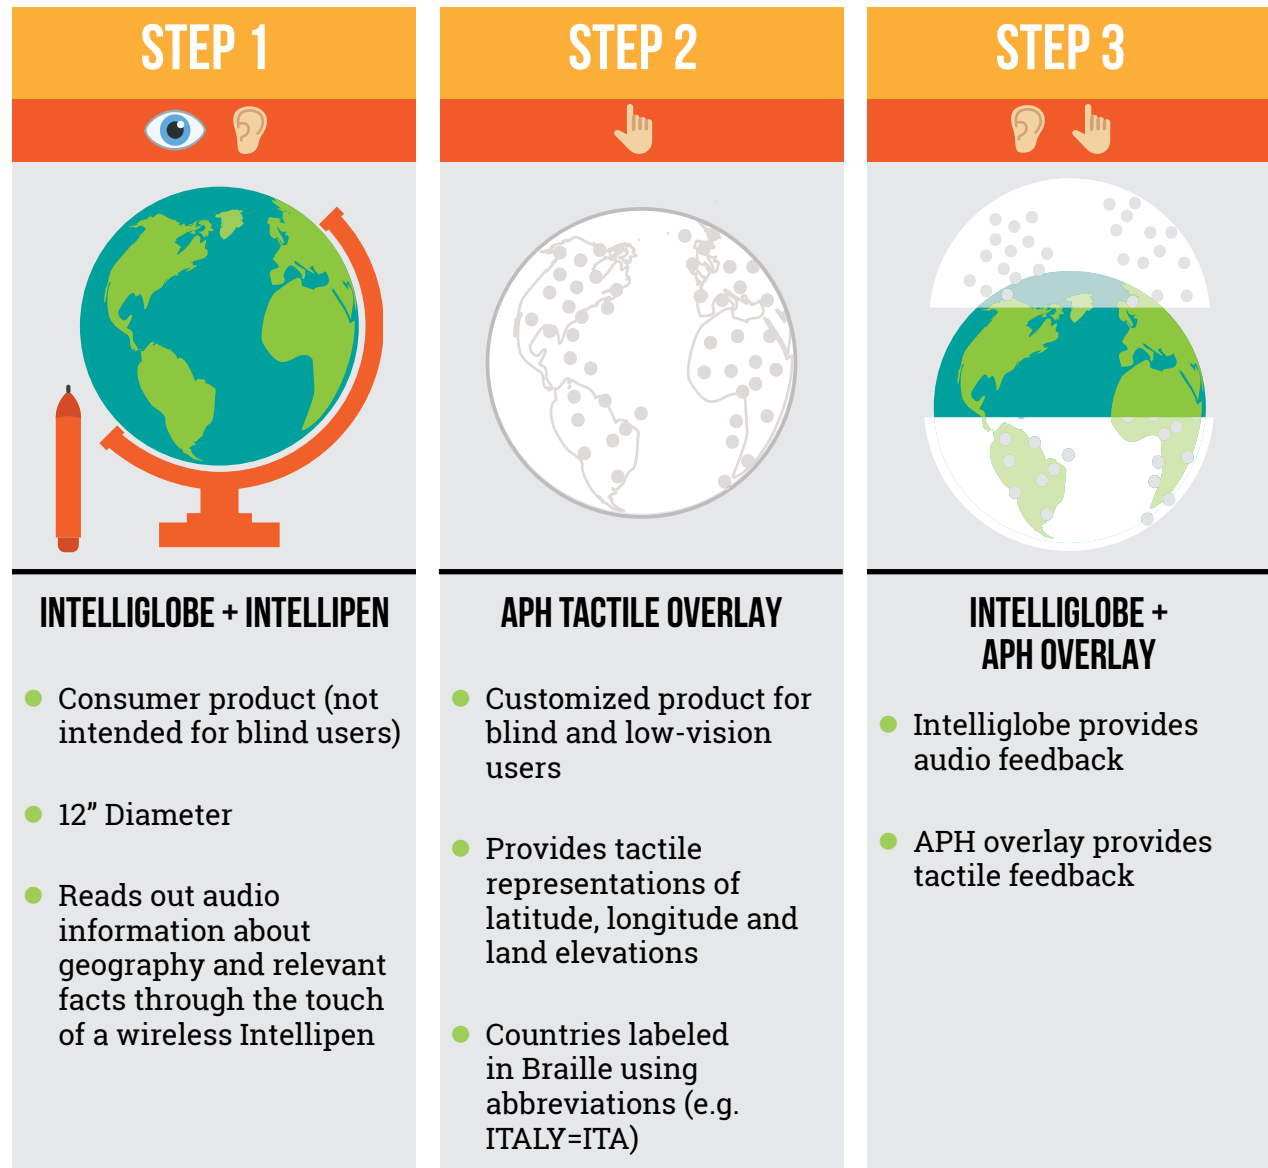 STEP 1
INTELLIGLOBE + INTELLIPEN
Consumer product (not
intended for blind users)
12” Diameter
Reads out audio
information about
geography and relevant
facts through the touch
of a wireless Intellipen
STEP 2
APH TACTILE OVERLAY
Customized product for
blind and low-vision
users
Provides tactile
representations of
latitude, longitude and
land elevations
Countries labeled
in Braille using
abbreviations (e.g.
ITALY=ITA)
STEP 3
INTELLIGLOBE +
APH OVERLAY
Intelliglobe provides
audio feedback
APH overlay provides
tactile feedback